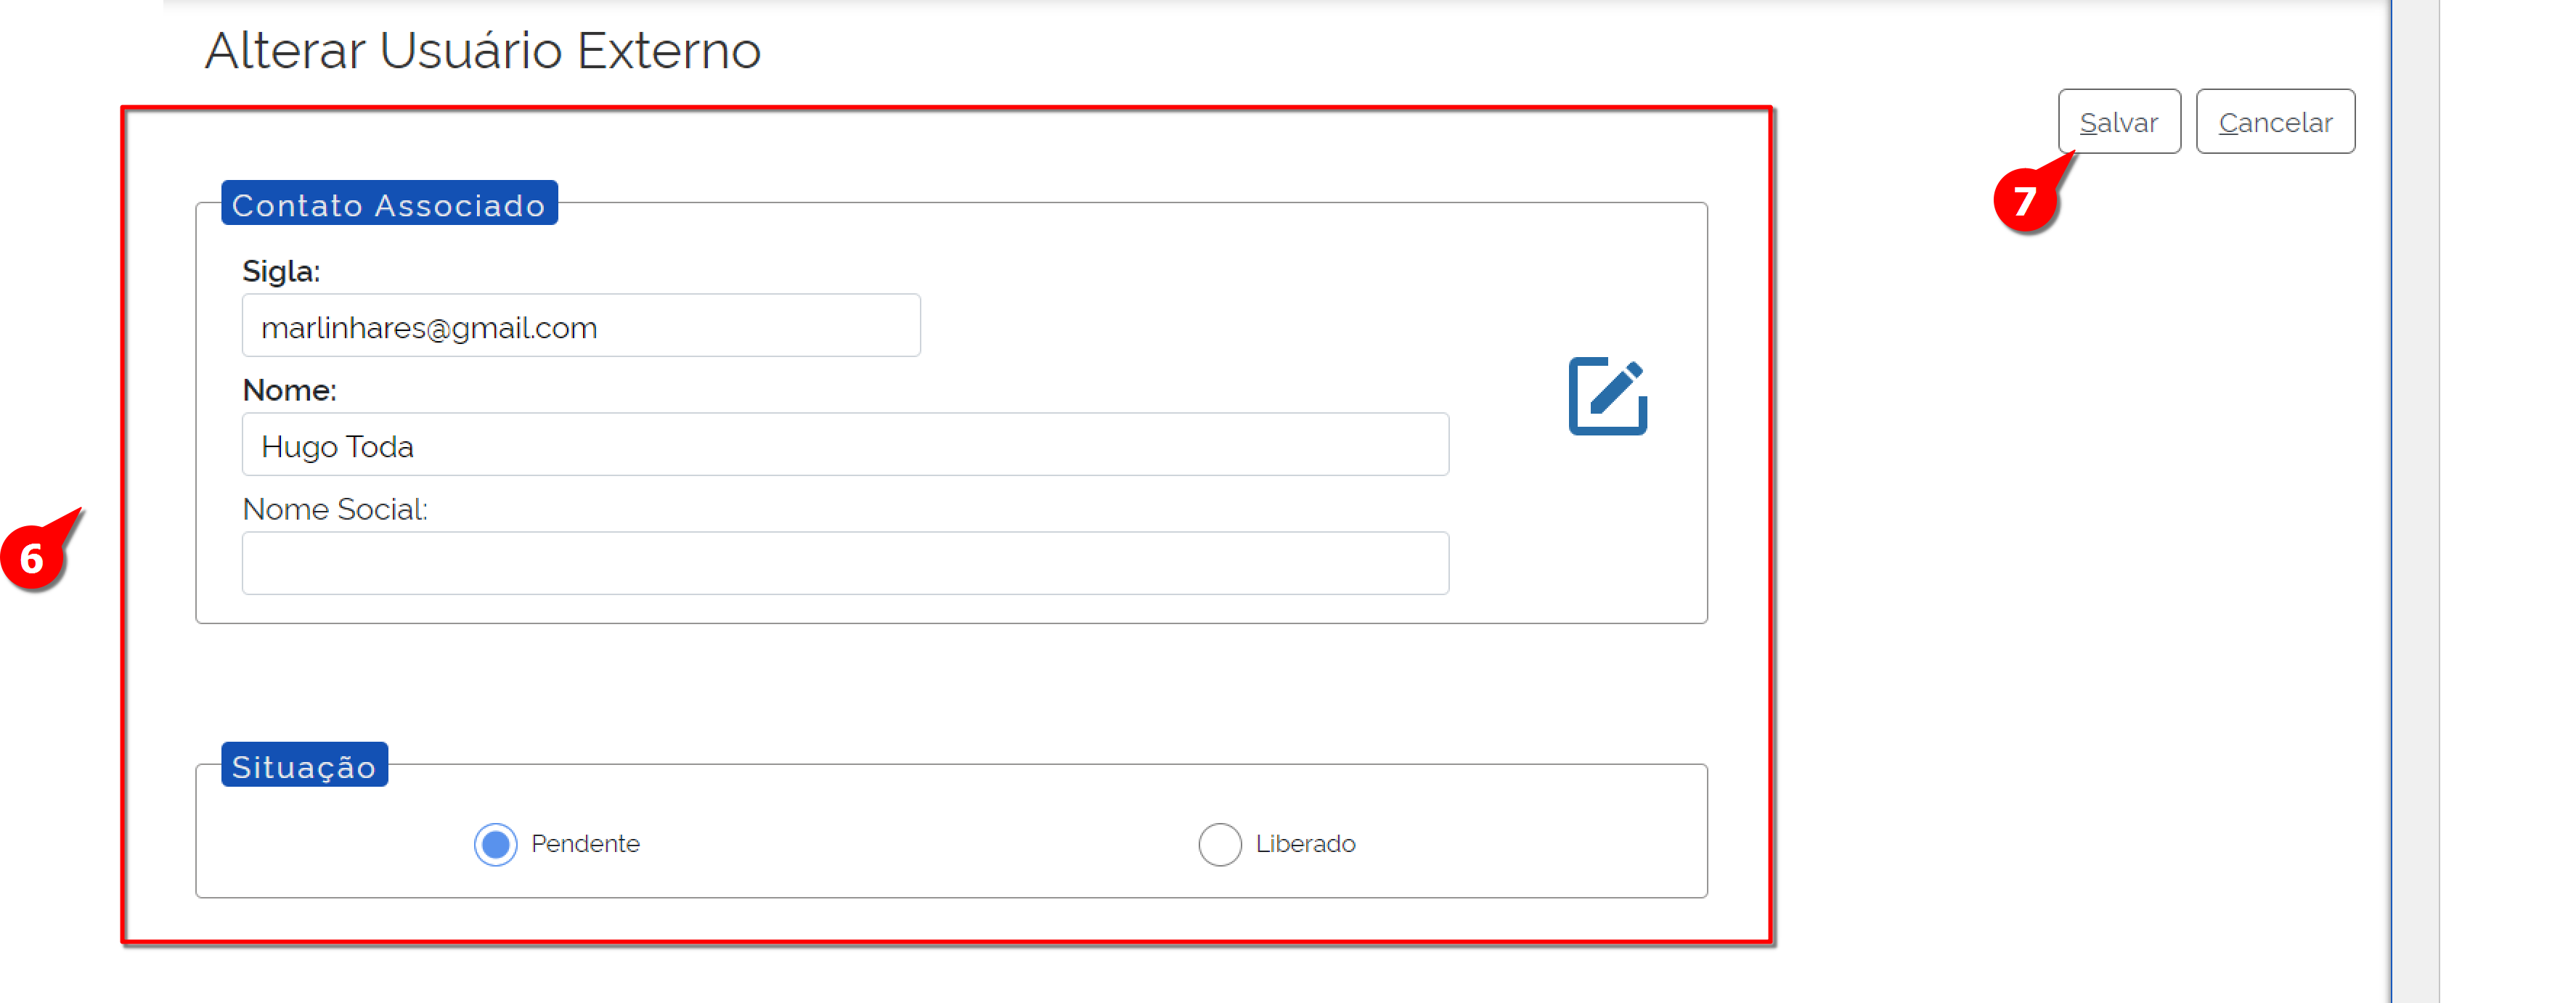 Alterar Usuário Externo
Salvar Cancelar
7
Contato Associado
Sigla:
marlinhares@gmail.com
Nome:
Hugo Toda
Nome Social:
6
Situação
Pendente Liberado